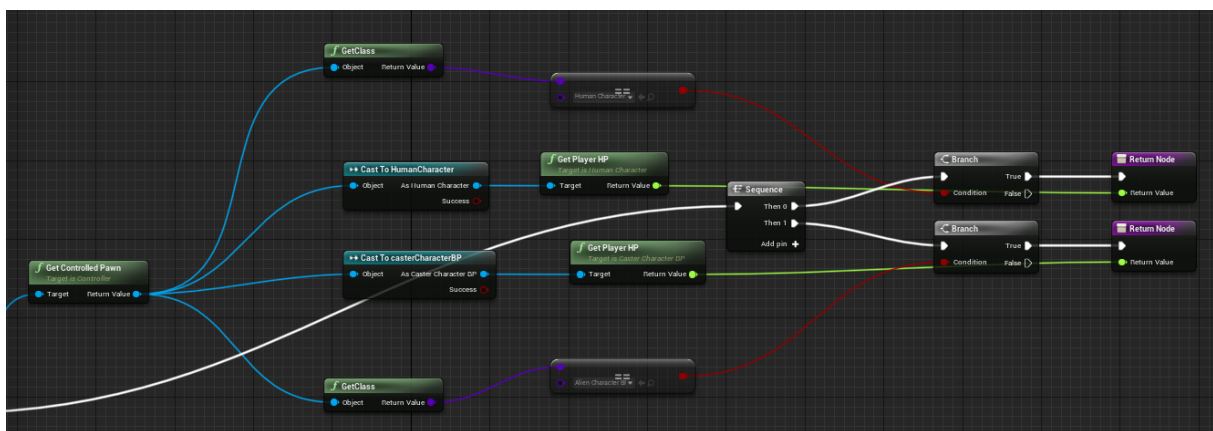 GetClass
Object Return Value
==
Human Character
Cast To HumanCharacter
Object As Human Character
Success
Get Player HP
Target is Human Character
Target Return Value
Sequence
Then 0
Then 1
Add pin +
Branch
True
Condition False
Return Node
Return Value
Branch
True
Condition False
Return Node
Return Value
Get Controlled Pawn
Target is Controller
Target Return Value
Cast To casterCharacterBP
Object As Caster Character BP
Success
Get Player HP
Target is Caster Character BP
Target Return Value
GetClass
Object Return Value
==
Alien Character